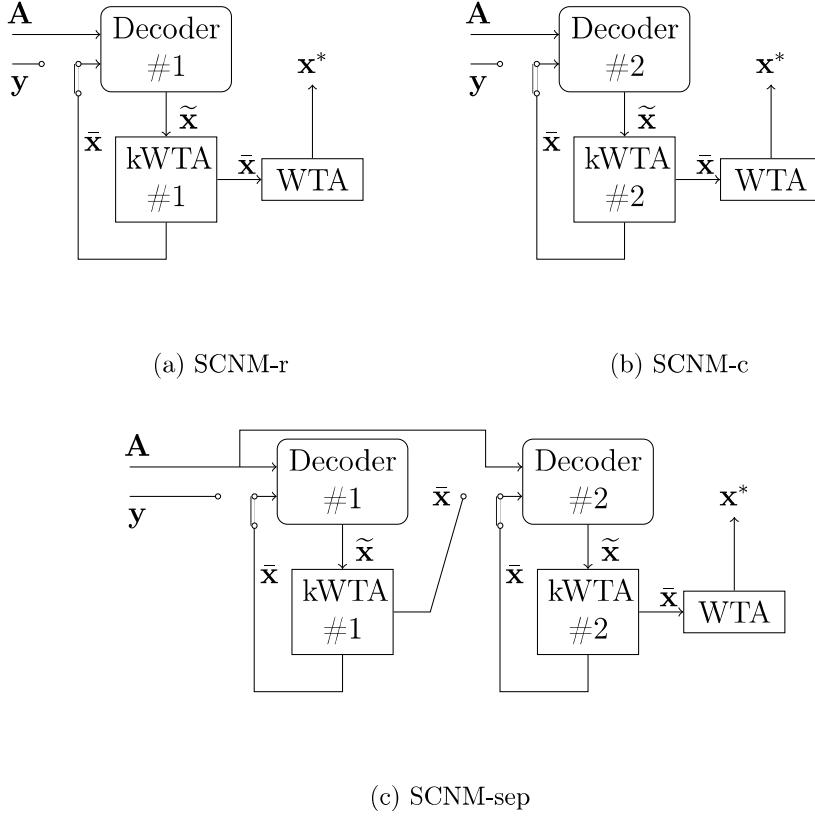 A
y
Decoder
#1
x̃
x̄
kWTA
#1
x̄
WTA
x*
(a) SCNM-r
A
y
Decoder
#2
x̃
x̄
kWTA
#2
x̄
WTA
x*
(b) SCNM-c
A
y
Decoder
#1
x̃
x̄
kWTA
#1
x̄
Decoder
#2
x̃
x̄
kWTA
#2
x̄
WTA
x*
(c) SCNM-sep